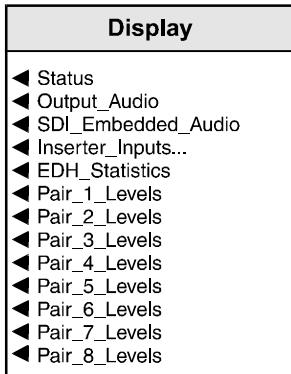 Display
Status
Output_Audio
SDI_Embedded_Audio
Inserter_Inputs...
EDH_Statistics
Pair_1_Levels
Pair_2_Levels
Pair_3_Levels
Pair_4_Levels
Pair_5_Levels
Pair_6_Levels
Pair_7_Levels
Pair_8_Levels